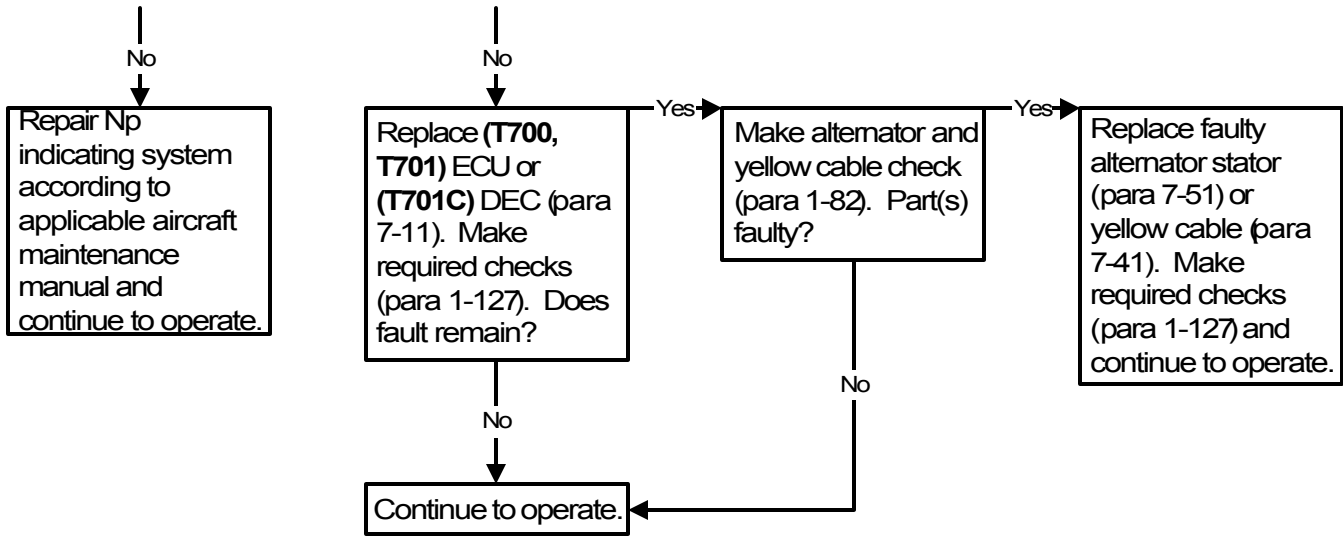 No
No
Repair Np
indicating system
according to
applicable aircraft
maintenance
manual and
continue to operate.
Replace (T700,
T701) ECU or
(T701C) DEC (para
7-11). Make
required checks
(para 1-127). Does
fault remain?
Yes
Make alternator and
yellow cable check
(para 1-82). Part(s)
faulty?
Yes
Replace faulty
alternator stator
(para 7-51) or
yellow cable (para
7-41). Make
required checks
(para 1-127) and
continue to operate.
No
No
Continue to operate.